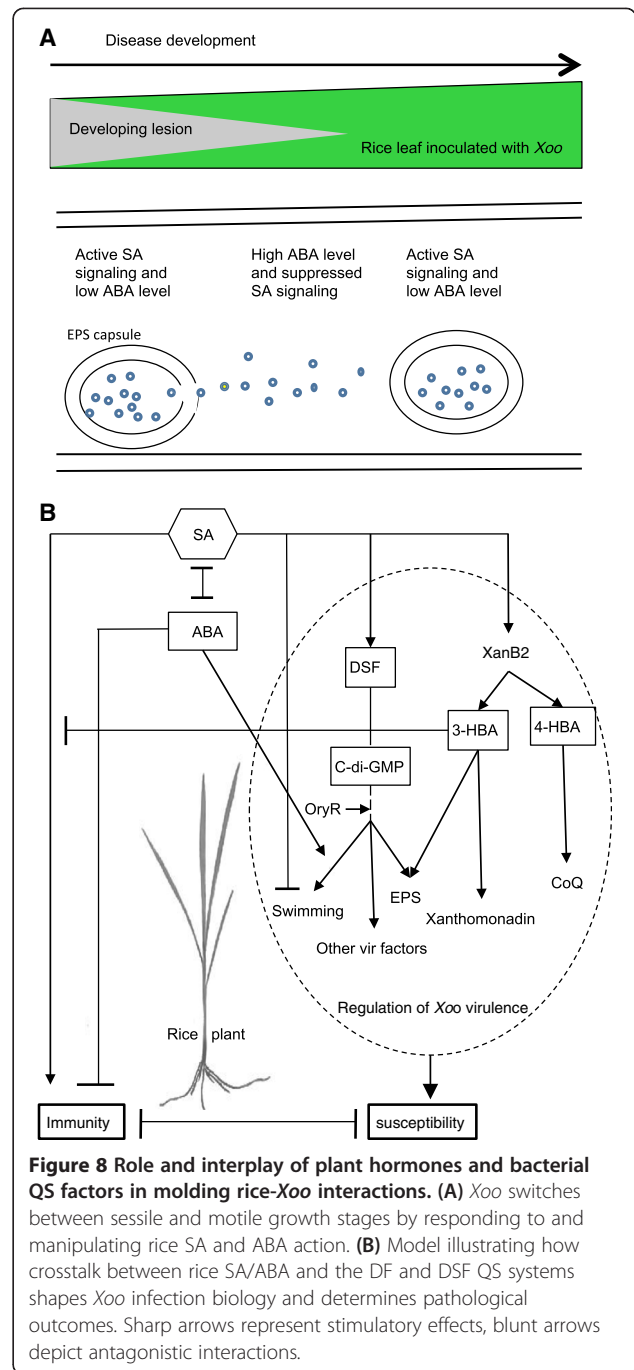 A
Disease development
Developing lesion
Rice leaf inoculated with Xoo
Active SA
signaling and
low ABA level
High ABA level
and suppressed
SA signaling
Active SA
signaling and
low ABA level
EPS capsule
B
SA
ABA
DSF
XanB2
3-HBA
4-HBA
C-di-GMP
OryR
Swimming
EPS
CoQ
Xanthomonadin
Other vir factors
Regulation of Xoo virulence
Rice plant
Immunity
susceptibility
Figure 8 Role and interplay of plant hormones and bacterial
QS factors in molding rice-Xoo interactions. (A) Xoo switches
between sessile and motile growth stages by responding to and
manipulating rice SA and ABA action. (B) Model illustrating how
crosstalk between rice SA/ABA and the DF and DSF QS systems
shapes Xoo infection biology and determines pathological
outcomes. Sharp arrows represent stimulatory effects, blunt arrows
depict antagonistic interactions.